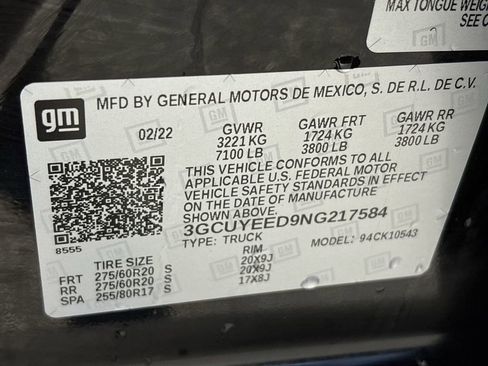 MAX TONGUE WEIGH
SEE O
gm
MFD BY GENERAL MOTORS DE MEXICO, S. DE R.L. DE C.V.
02/22 GVWR GAWR FRT GAWR RR
3221 KG 1724 KG 1724 KG
7100 LB 3800 LB 3800 LB
THIS VEHICLE CONFORMS TO ALL
APPLICABLE U.S. FEDERAL MOTOR
VEHICLE SAFETY STANDARDS IN EFFECT
ON THE DATE OF MANUFACTURE
SHOWN ABOVE.
3GCUYEED9NG217584
8555 TYPE: TRUCK MODEL: 94CK10543
TIRE SIZE RIM
FRT 275/60R20 S 20X9J
RR 275/60R20 S 20X9J
SPA 255/80R17 S 17X8J